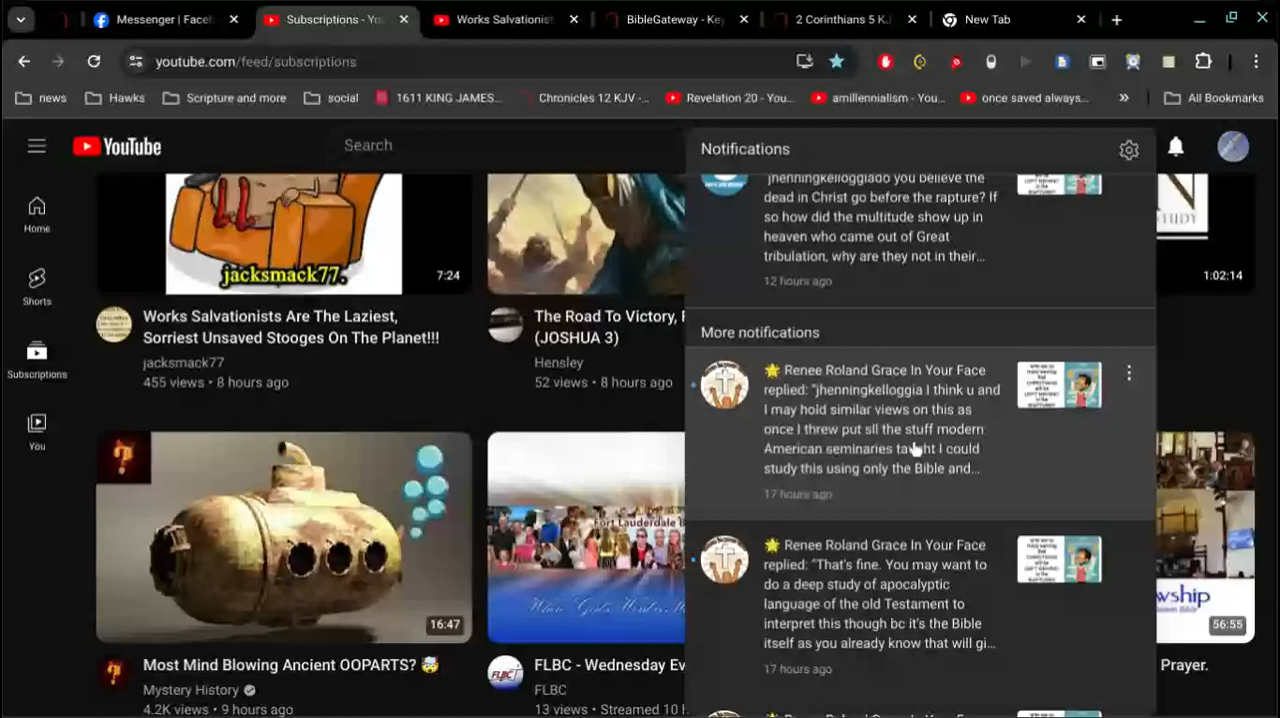 Messenger | Faceb
Subscriptions - You
Works Salvationist
BibleGateway - Key
2 Corinthians 5 KJ
New Tab
youtube.com/feed/subscriptions
news
Hawks
Scripture and more
social
1611 KING JAMES...
Chronicles 12 KJV -...
Revelation 20 - You...
amillennialism - You...
once saved always...
»
All Bookmarks
YouTube
Search
Home
Shorts
Subscriptions
You
jacksmack77.
7:24
Works Salvationists Are The Laziest,
Sorriest Unsaved Stooges On The Planet!!!
jacksmack77
455 views • 8 hours ago
The Road To Victory,
(JOSHUA 3)
Hensley
52 views • 8 hours ago
STUDY
1:02:14
16:47
Most Mind Blowing Ancient OOPARTS? 🤯
Mystery History
4.2K views • 9 hours ago
Fort Lauderdale B
FLBC
FLBC - Wednesday Ev
FLBC
13 views • Streamed 10
wship
56:55
Prayer.
Notifications
"jhenningkelloggiado you believe the
dead in Christ go before the rapture? If
so how did the multitude show up in
heaven who came out of Great
tribulation, why are they not in their...
12 hours ago
More notifications
🌟 Renee Roland Grace In Your Face
replied: "jhenningkelloggia I think u and
I may hold similar views on this as
once I threw put sll the stuff modern
American seminaries taught I could
study this using only the Bible and...
17 hours ago
🌟 Renee Roland Grace In Your Face
replied: "That's fine. You may want to
do a deep study of apocalyptic
language of the old Testament to
interpret this though bc it's the Bible
itself as you already know that will gi...
17 hours ago